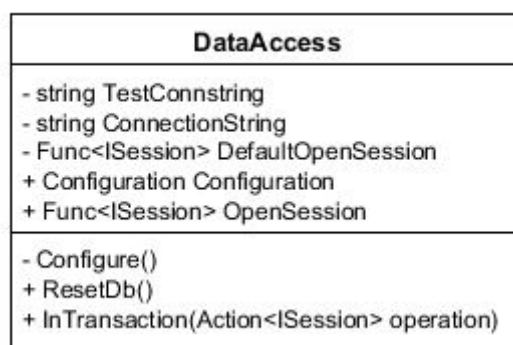 DataAccess
- string TestConnstring
- string ConnectionString
- Func<ISession> DefaultOpenSession
+ Configuration Configuration
+ Func<ISession> OpenSession
- Configure()
+ ResetDb()
+ InTransaction(Action<ISession> operation)